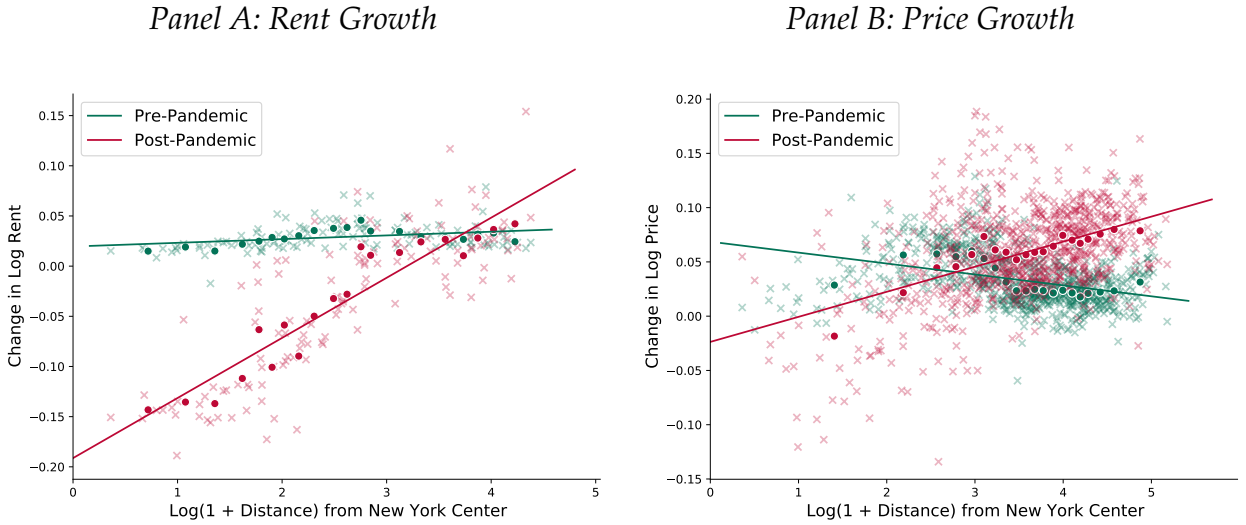 Panel A: Rent Growth
Panel B: Price Growth
Pre-Pandemic
Post-Pandemic
Change in Log Rent
0.15
0.10
0.05
0.00
−0.05
−0.10
−0.15
−0.20
0
1
2
3
4
5
Log(1 + Distance) from New York Center
Pre-Pandemic
Post-Pandemic
Change in Log Price
0.20
0.15
0.10
0.05
0.00
−0.05
−0.10
−0.15
0
1
2
3
4
5
Log(1 + Distance) from New York Center